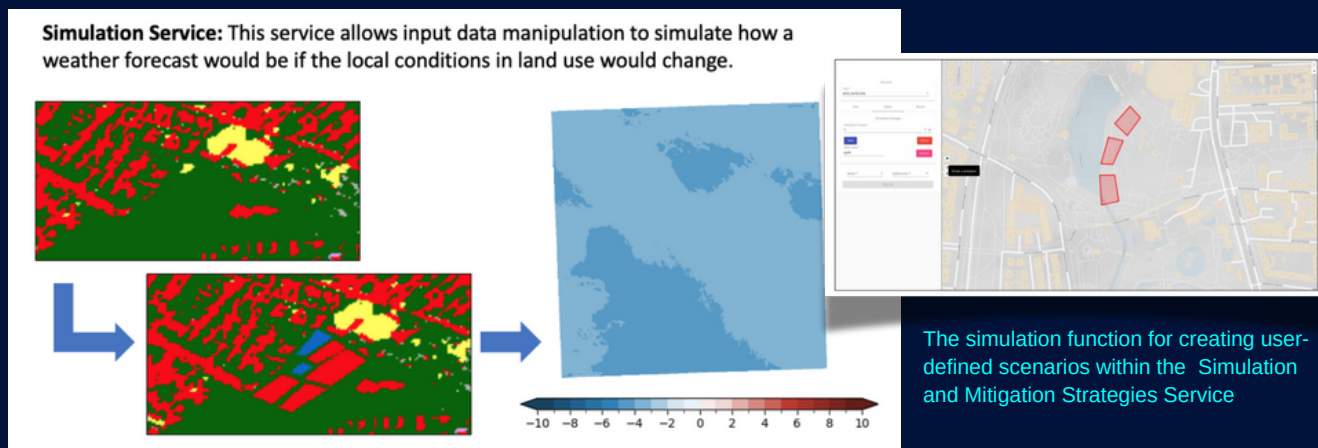 Simulation Service: This service allows input data manipulation to simulate how a
weather forecast would be if the local conditions in land use would change.
−10 −8 −6 −4 −2 0 2 4 6 8 10
The simulation function for creating user-
defined scenarios within the Simulation
and Mitigation Strategies Service